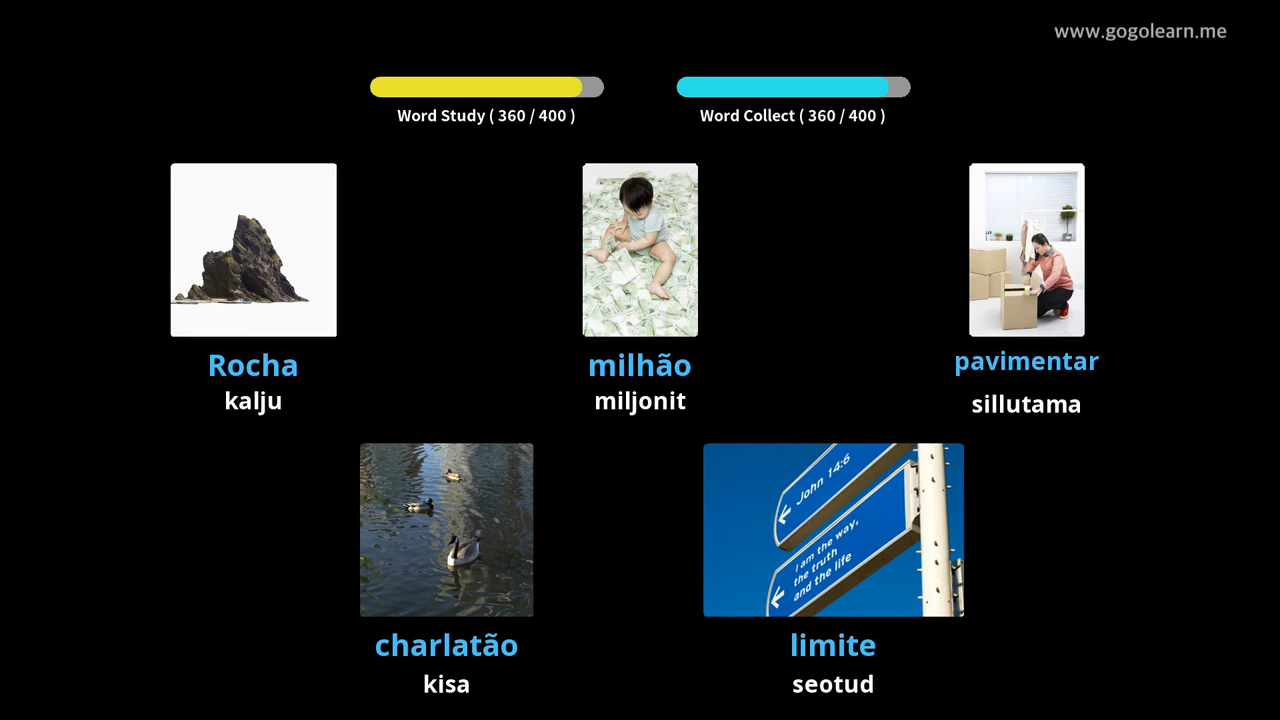 www.gogolearn.me
Word Study ( 360 / 400 )
Word Collect ( 360 / 400 )
Rocha
kalju
milhão
miljonit
pavimentar
sillutama
John 14:6
I am the way,
the truth
and the life
charlatão
kisa
limite
seotud